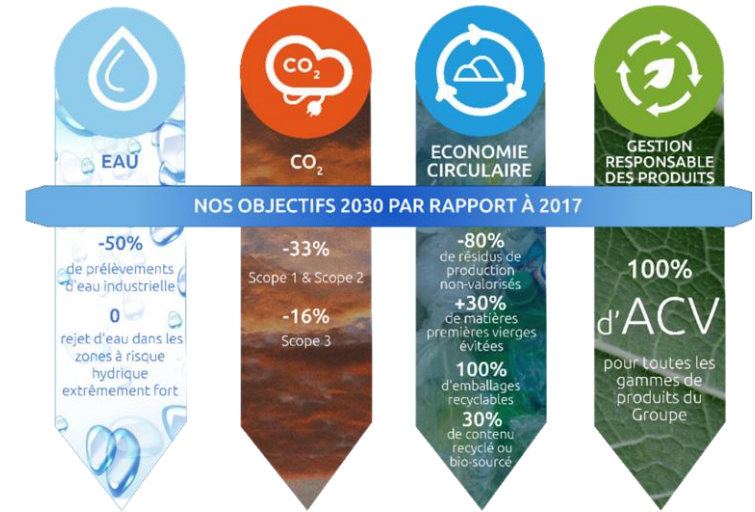 CO2
EAU
CO2
ECONOMIE
CIRCULAIRE
GESTION
RESPONSABLE
DES PRODUITS
NOS OBJECTIFS 2030 PAR RAPPORT À 2017
-50%
de prélèvements
d'eau industrielle
0
rejet d'eau dans les
zones à risque
hydrique
extrêmement fort
-33%
Scope 1 & Scope 2
-16%
Scope 3
-80%
de résidus de
production
non-valorisés
+30%
de matières
premières vierges
évitées
100%
d'emballages
recyclables
30%
de contenu
recyclé ou
bio-sourcé
100%
d'ACV
pour toutes les
gammes de
produits du
Groupe